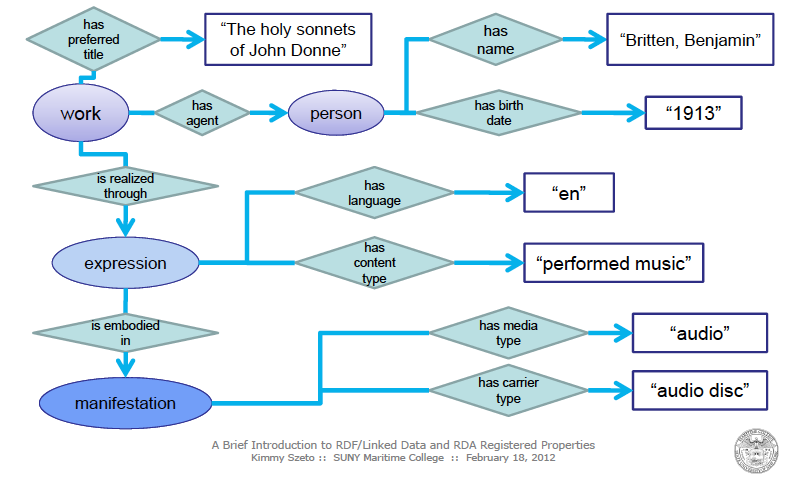 has
preferred
title
“The holy sonnets
of John Donne”
has
name
“Britten, Benjamin”
work
has
agent
person
has birth
date
“1913”
is realized
through
has
language
“en”
expression
has
content
type
“performed music”
is embodied
in
has media
type
“audio”
manifestation
has carrier
type
“audio disc”
A Brief Introduction to RDF/Linked Data and RDA Registered Properties
Kimmy Szeto :: SUNY Maritime College :: February 18, 2012